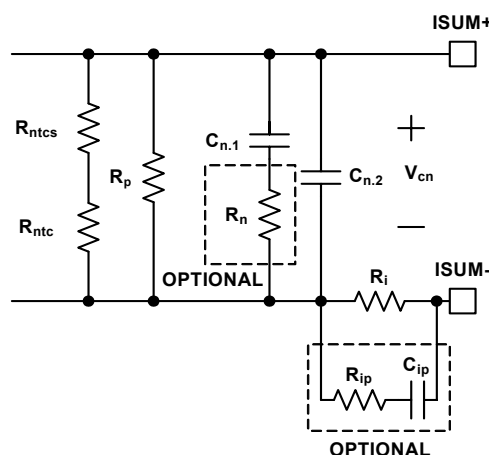 ISUM+
Rntcs
Cn.1
Rp
Cn.2
Vcn
+
−
Rntc
Rn
OPTIONAL
Ri
ISUM-
Rip
Cip
OPTIONAL